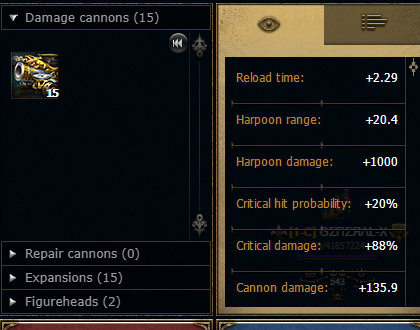 Damage cannons (15)
15
Repair cannons (0)
Expansions (15)
Figureheads (2)
Reload time: +2.29
Harpoon range: +20.4
Harpoon damage: +1000
Critical hit probability: +20%
Critical damage: +88%
Cannon damage: +135.9